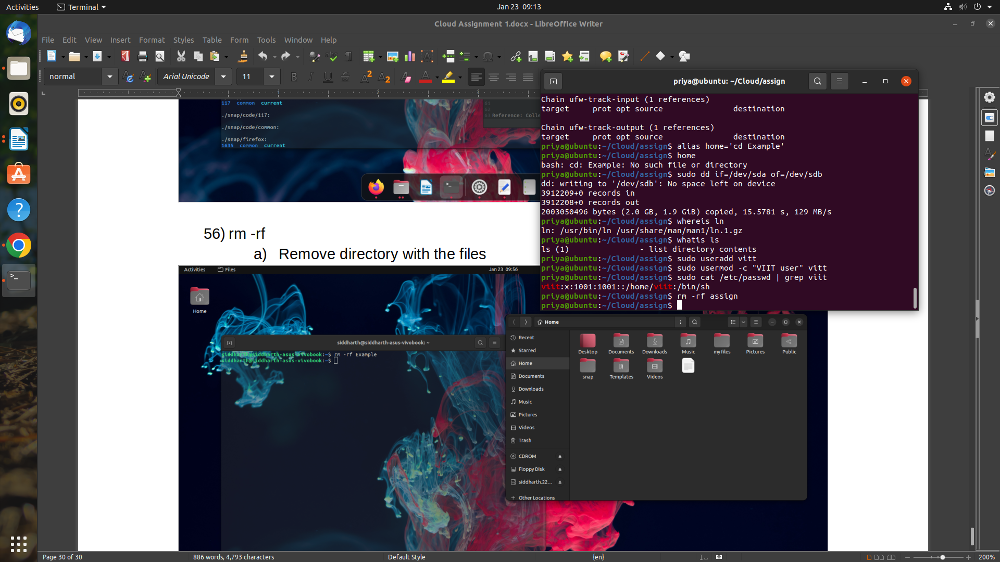 Activities
Terminal
Jan 23 09:13
Cloud Assignment 1.docx - LibreOffice Writer
File Edit View Insert Format Styles Table Form Tools Window Help
normal
Arial Unicode
11
1 2 3
117 common current
./snap/code/117:
./snap/code/common:
./snap/firefox:
1635 common current
61
62
63 Reference: Colle
56) rm -rf
a) Remove directory with the files
Activities
Files
Jan 23 09:56
Home
siddharth@siddharth-asus-vivobook: ~
siddharth@siddharth-asus-vivobook:~$ rm -rf Example
siddharth@siddharth-asus-vivobook:~$
priya@ubuntu: ~/Cloud/assign
Chain ufw-track-input (1 references)
target prot opt source destination
Chain ufw-track-output (1 references)
target prot opt source destination
priya@ubuntu:~/Cloud/assign$ alias home='cd Example'
priya@ubuntu:~/Cloud/assign$ home
bash: cd: Example: No such file or directory
priya@ubuntu:~/Cloud/assign$ sudo dd if=/dev/sda of=/dev/sdb
dd: writing to '/dev/sdb': No space left on device
3912209+0 records in
3912208+0 records out
2003050496 bytes (2.0 GB, 1.9 GiB) copied, 15.5781 s, 129 MB/s
priya@ubuntu:~/Cloud/assign$ whereis ln
ln: /usr/bin/ln /usr/share/man/man1/ln.1.gz
priya@ubuntu:~/Cloud/assign$ whatis ls
ls (1) - list directory contents
priya@ubuntu:~/Cloud/assign$ sudo useradd vitt
priya@ubuntu:~/Cloud/assign$ sudo usermod -c "VIIT user" vitt
priya@ubuntu:~/Cloud/assign$ sudo cat /etc/passwd | grep viit
viit:x:1001:1001::/home/viit:/bin/sh
priya@ubuntu:~/Cloud/assign$ rm -rf assign
priya@ubuntu:~/Cloud/assign$
Home
Recent
Starred
Home
Documents
Downloads
Music
Pictures
Videos
Trash
CDROM
Floppy Disk
siddharth.22...
Other Locations
Desktop Documents Downloads Music my files Pictures Public
snap Templates Videos
Page 30 of 30
886 words, 4,793 characters
Default Style
{en}
200%